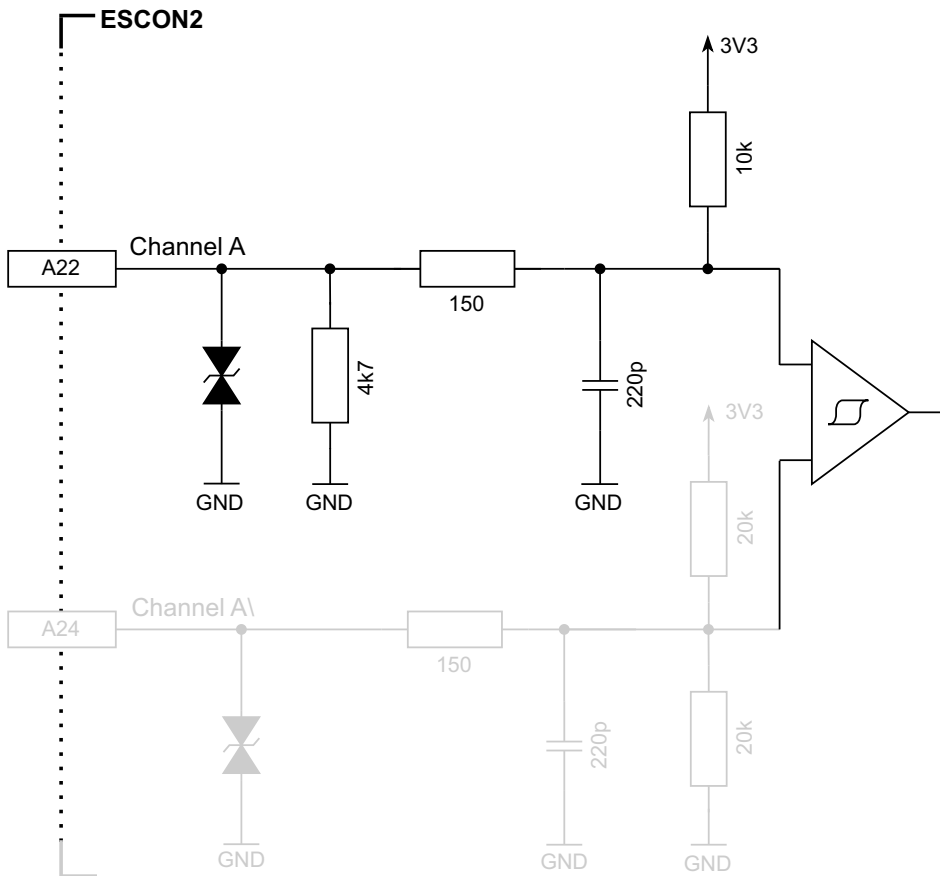 ESCON2
3V3
10k
Channel A
A22
150
4k7
220p
GND
GND
GND
3V3
20k
Channel A\
A24
150
220p
20k
GND
GND
GND